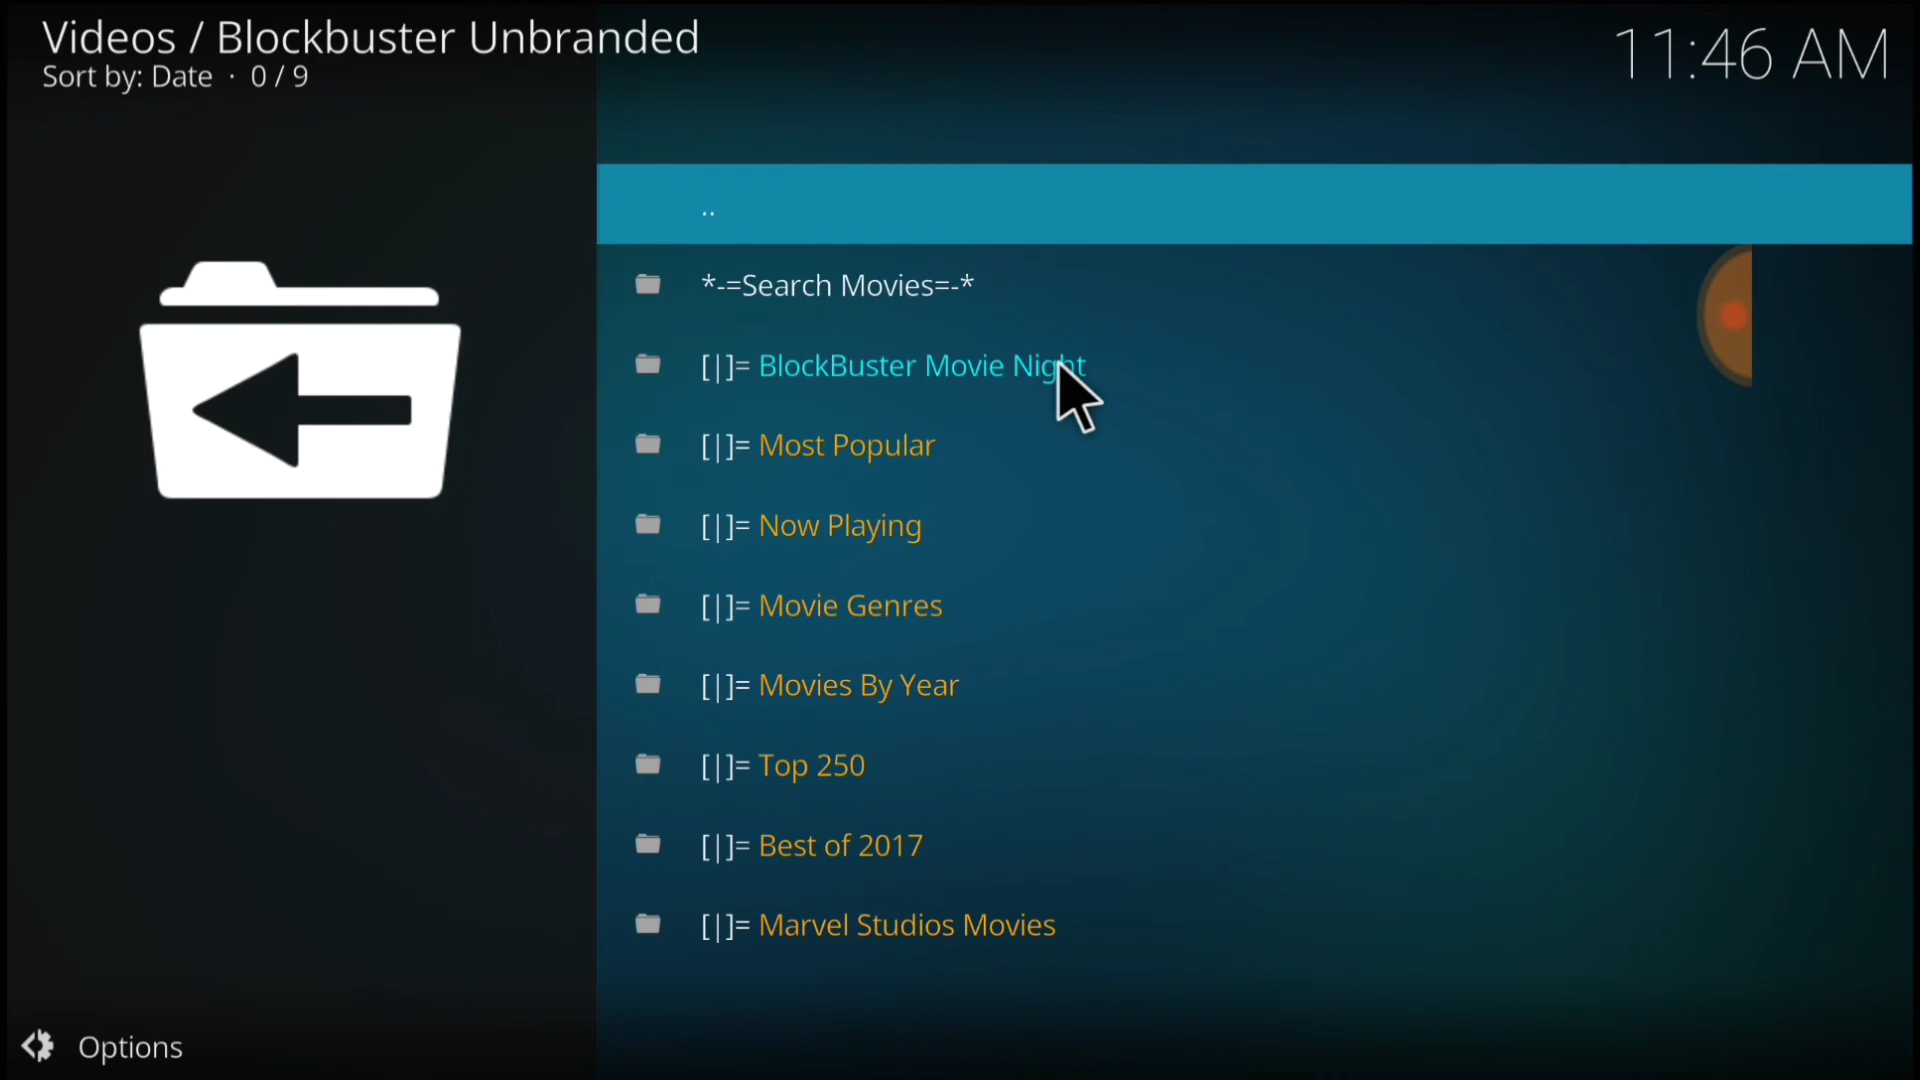 Videos / Blockbuster Unbranded
Sort by: Date · 0 / 9
11:46 AM
..
*-=Search Movies=-*
[|]= BlockBuster Movie Night
[|]= Most Popular
[|]= Now Playing
[|]= Movie Genres
[|]= Movies By Year
[|]= Top 250
[|]= Best of 2017
[|]= Marvel Studios Movies
Options